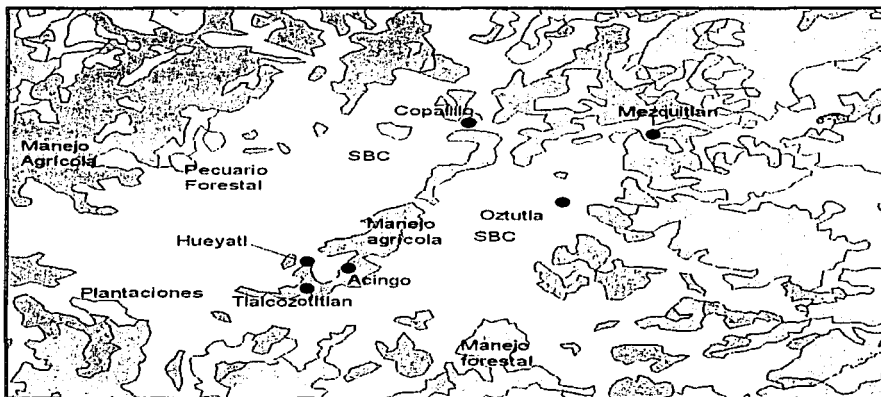 Copalillo
Mezquitlan
Manejo
Agrícola
SBC
Pecuario
Forestal
Oztutla
Manejo
agrícola
SBC
Hueyatl
Acingo
Plantaciones
Tlalcozotitlan
Manejo
forestal